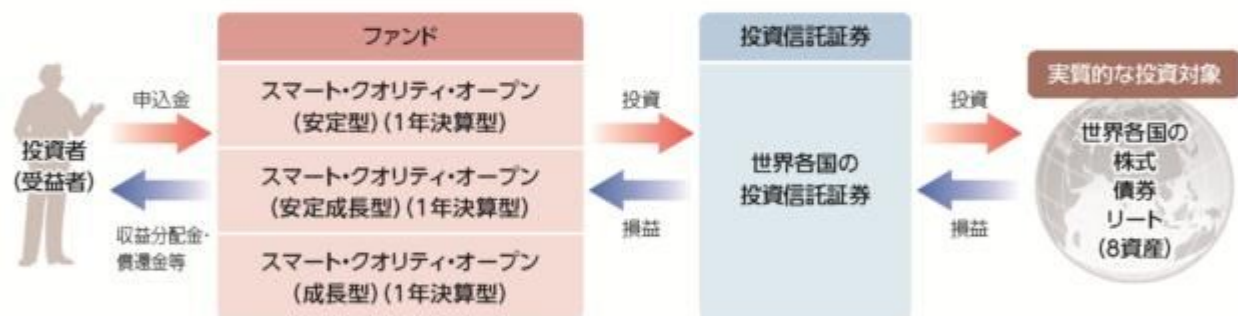 ファンド
投資信託証券
実質的な投資対象
投資者
(受益者)
申込金
収益分配金・
償還金等
スマート・クオリティ・オープン
(安定型)(1年決算型)
スマート・クオリティ・オープン
(安定成長型)(1年決算型)
スマート・クオリティ・オープン
(成長型)(1年決算型)
投資
損益
世界各国の
投資信託証券
投資
損益
世界各国の
株式
債券
リート
(8資産)